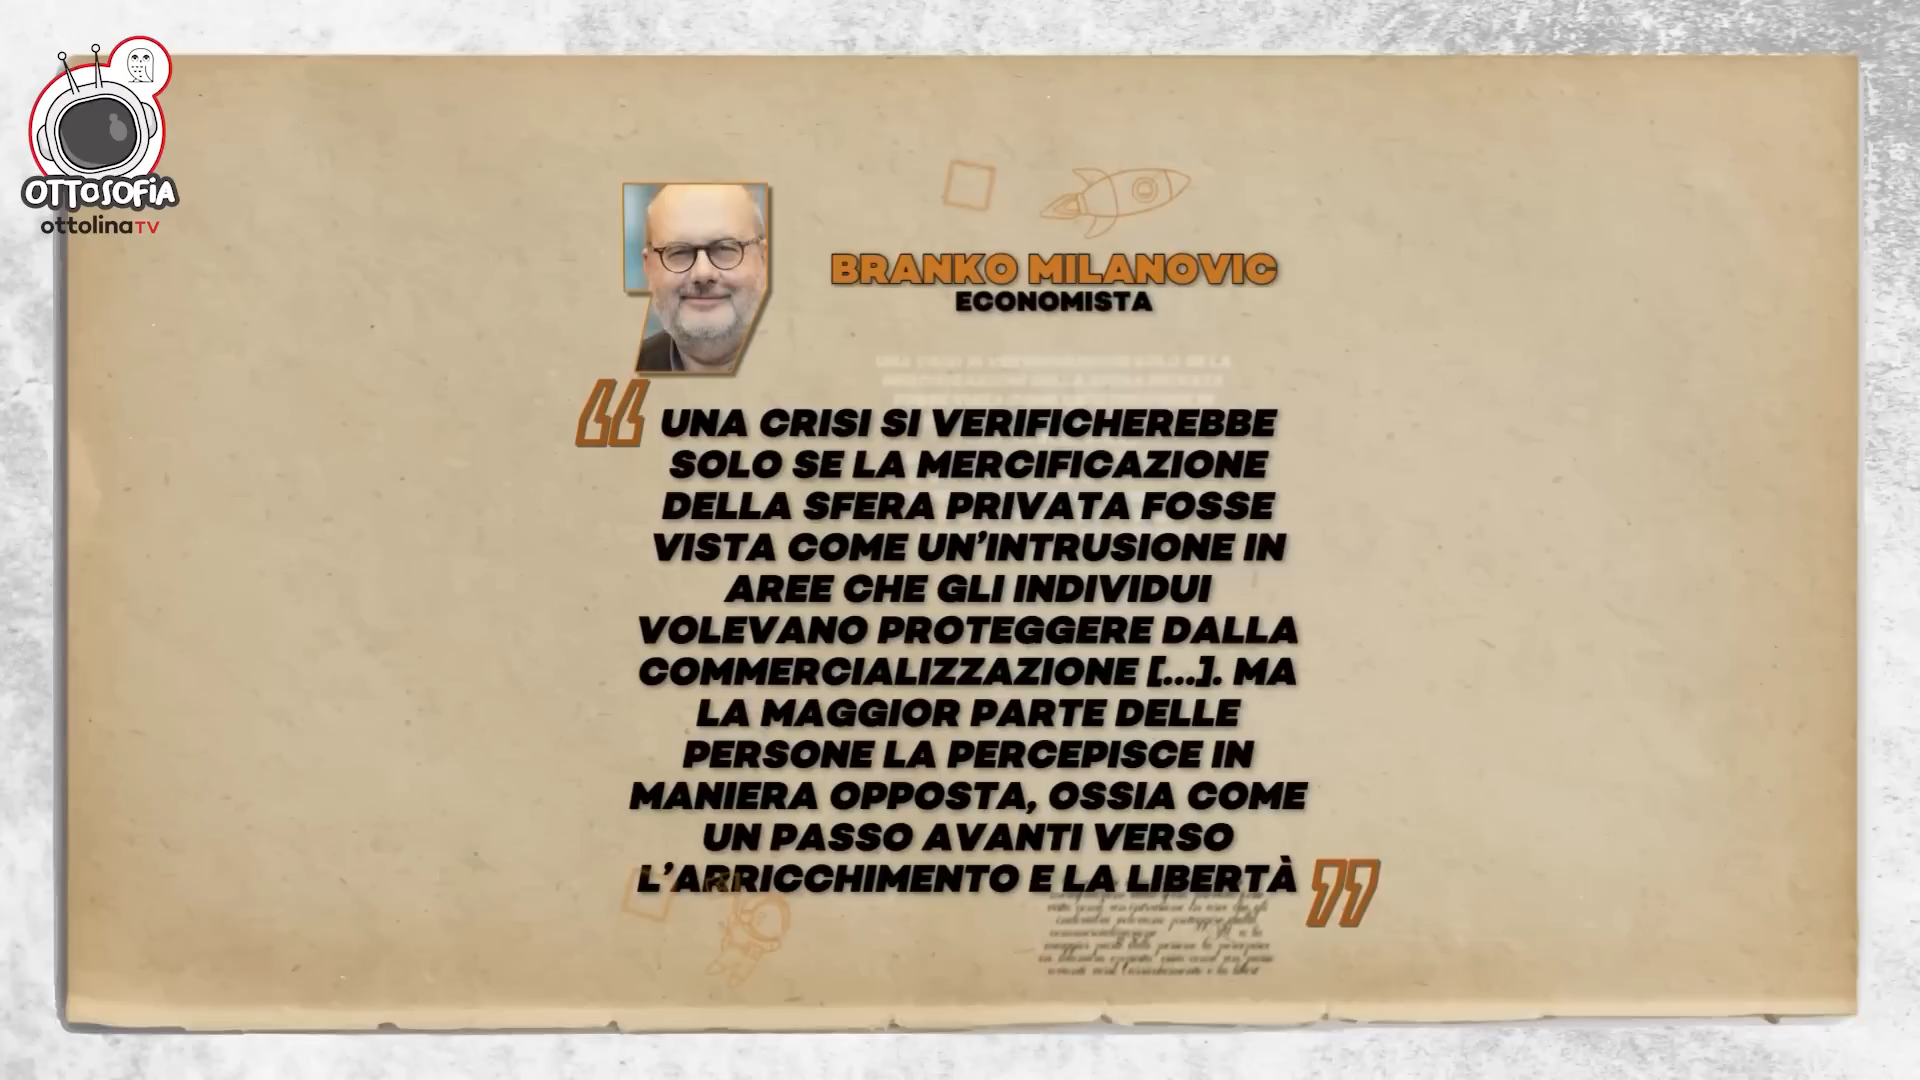 OTTOSOFIA
ottolinaTV
BRANKO MILANOVIC
ECONOMISTA
“ UNA CRISI SI VERIFICHEREBBE
SOLO SE LA MERCIFICAZIONE
DELLA SFERA PRIVATA FOSSE
VISTA COME UN’INTRUSIONE IN
AREE CHE GLI INDIVIDUI
VOLEVANO PROTEGGERE DALLA
COMMERCIALIZZAZIONE [...]. MA
LA MAGGIOR PARTE DELLE
PERSONE LA PERCEPISCE IN
MANIERA OPPOSTA, OSSIA COME
UN PASSO AVANTI VERSO
L’ARRICCHIMENTO E LA LIBERTÀ ”